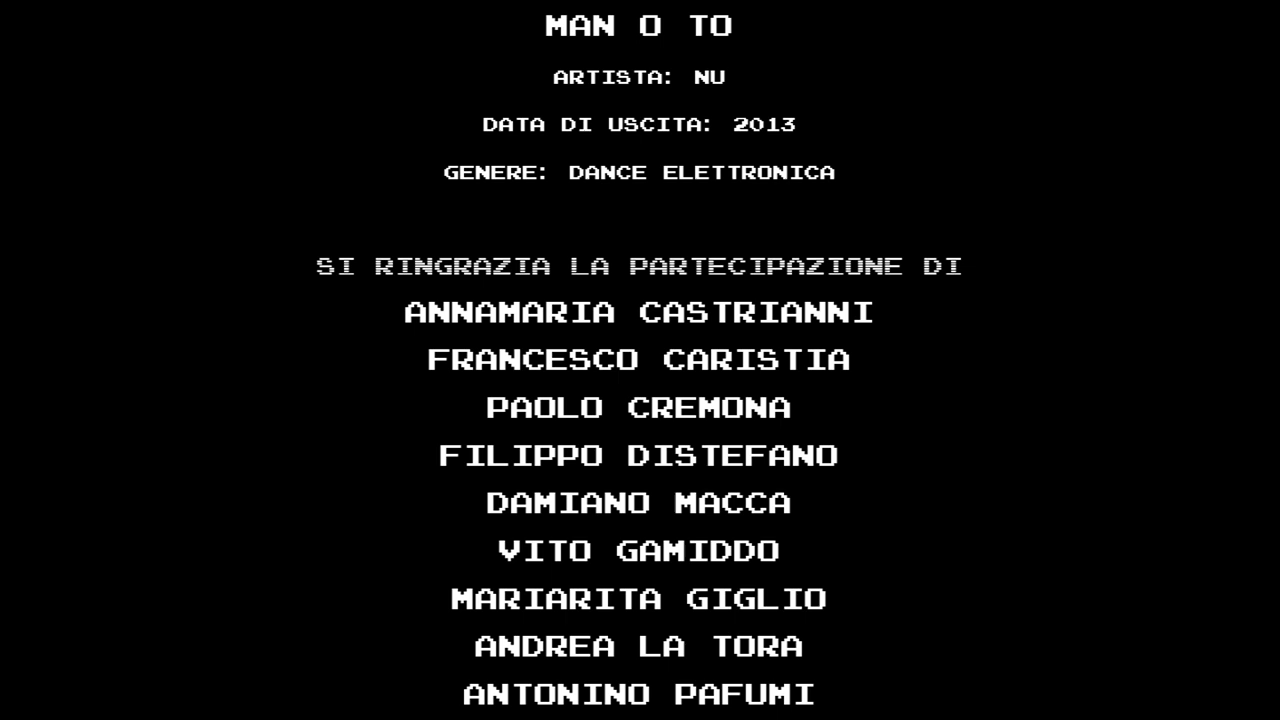 MAN O TO
ARTISTA: NU
DATA DI USCITA: 2013
GENERE: DANCE ELETTRONICA
SI RINGRAZIA LA PARTECIPAZIONE DI
ANNAMARIA CASTRIANNI
FRANCESCO CARISTIA
PAOLO CREMONA
FILIPPO DISTEFANO
DAMIANO MACCA
VITO GAMIDDO
MARIARITA GIGLIO
ANDREA LA TORA
ANTONINO PAFUMI